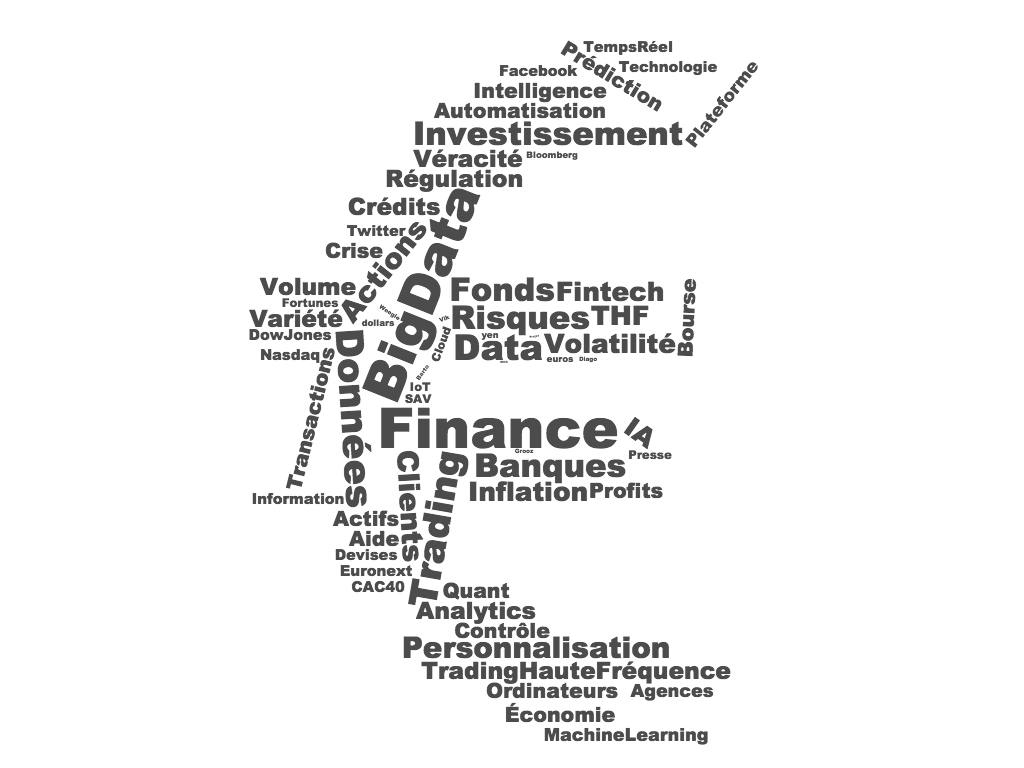 TempsRéel
Prédiction
Technologie
Facebook
Plateforme
Intelligence
Automatisation
Investissement
Véracité
Bloomberg
Régulation
Crédits
BigData
Twitter
Actions
Crise
Volume
Fonds
Fintech
Bourse
Fortunes
Weegle
Vik
Variété
dollars
Risques
THF
DowJones
Données
Cloud
yen
Data
Volatilité
Nasdaq
euros
Diago
Transactions
IoT
SAV
Finance
IA
Grooz
Presse
Clients
Trading
Banques
Inflation
Profits
Information
Actifs
Aide
Devises
Euronext
CAC40
Quant
Analytics
Contrôle
Personnalisation
TradingHauteFréquence
Ordinateurs
Agences
Économie
MachineLearning